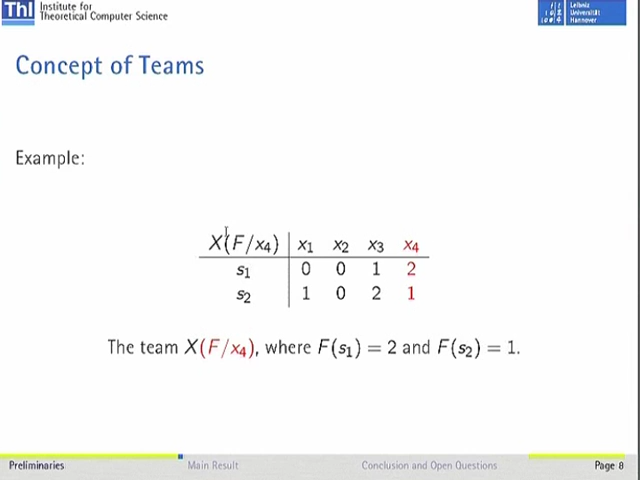 ThI Institute for
Theoretical Computer Science
Leibniz
Universität
Hannover
Concept of Teams
Example:
X(F/x₄) x₁ x₂ x₃ x₄
s₁ 0 0 1 2
s₂ 1 0 2 1
The team X(F/x₄), where F(s₁) = 2 and F(s₂) = 1.
Preliminaries Main Result Conclusion and Open Questions Page 8